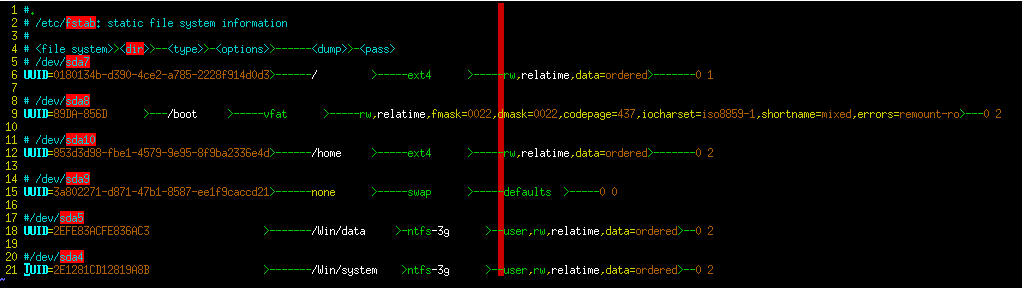 1 #.
2 # /etc/fstab: static file system information
3 #
4 # <file system>><dir>>--<type>>-<options>>------<dump>>-<pass>
5 # /dev/sda7
6 UUID=0180134b-d390-4ce2-a785-2228f914d0d3>------/ >-----ext4 >-----rw,relatime,data=ordered>-------0 1
7
8 # /dev/sda8
9 UUID=89DA-856D >---/boot >-----vfat >-----rw,relatime,fmask=0022,dmask=0022,codepage=437,iocharset=iso8859-1,shortname=mixed,errors=remount-ro>---0 2
10
11 # /dev/sda10
12 UUID=853d3d98-fbe1-4579-9e95-8f9ba2336e4d>------/home >-----ext4 >-----rw,relatime,data=ordered>-------0 2
13
14 # /dev/sda9
15 UUID=3a802271-d871-47b1-8587-ee1f9caccd21>------none >-----swap >-----defaults >-----0 0
16
17 #/dev/sda5
18 UUID=2EFE83ACFE836AC3 >-------/Win/data >-ntfs-3g >--user,rw,relatime,data=ordered>--0 2
19
20 #/dev/sda4
21 UUID=2E1281CD12819A8B >-------/Win/system >ntfs-3g >--user,rw,relatime,data=ordered>--0 2
~